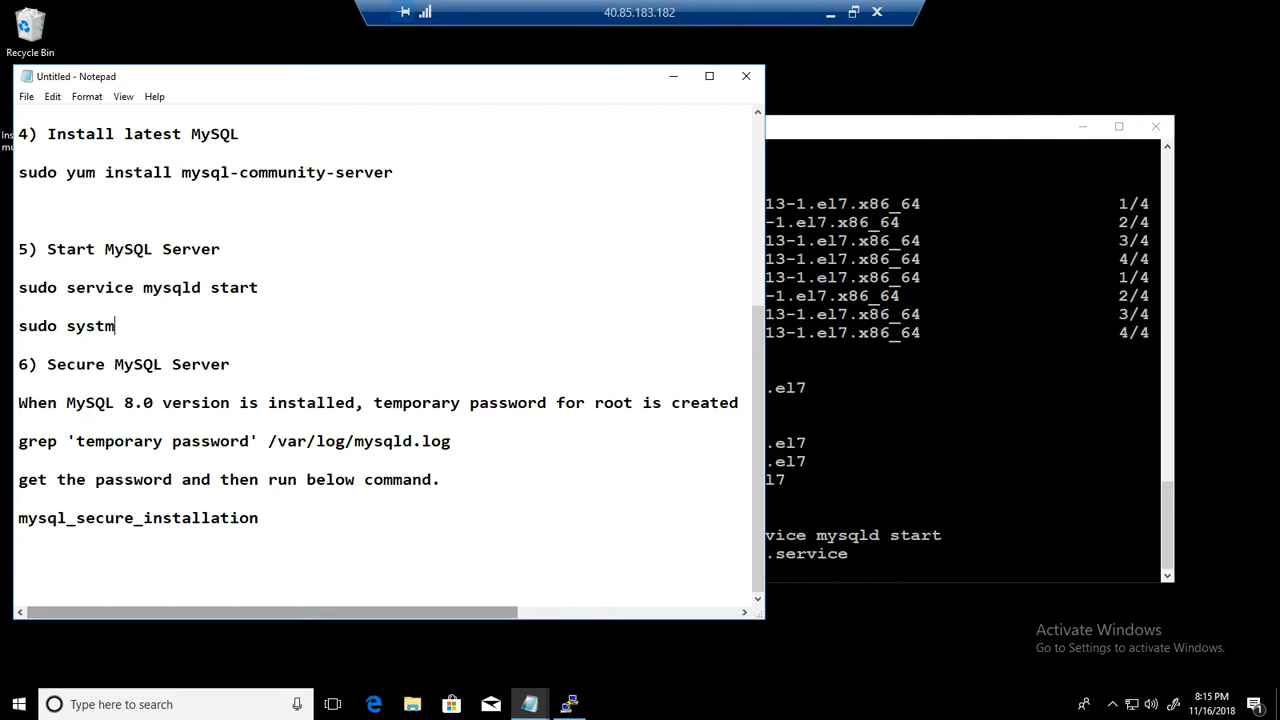 40.85.183.182
Recycle Bin
Untitled - Notepad
File Edit Format View Help
4) Install latest MySQL
sudo yum install mysql-community-server
5) Start MySQL Server
sudo service mysqld start
sudo systm
6) Secure MySQL Server
When MySQL 8.0 version is installed, temporary password for root is created
grep 'temporary password' /var/log/mysqld.log
get the password and then run below command.
mysql_secure_installation
13-1.el7.x86_64 1/4
-1.el7.x86_64 2/4
13-1.el7.x86_64 3/4
13-1.el7.x86_64 4/4
13-1.el7.x86_64 1/4
-1.el7.x86_64 2/4
13-1.el7.x86_64 3/4
13-1.el7.x86_64 4/4
.el7
.el7
.el7
l7
vice mysqld start
.service
Activate Windows
Go to Settings to activate Windows.
Type here to search
8:15 PM
11/16/2018